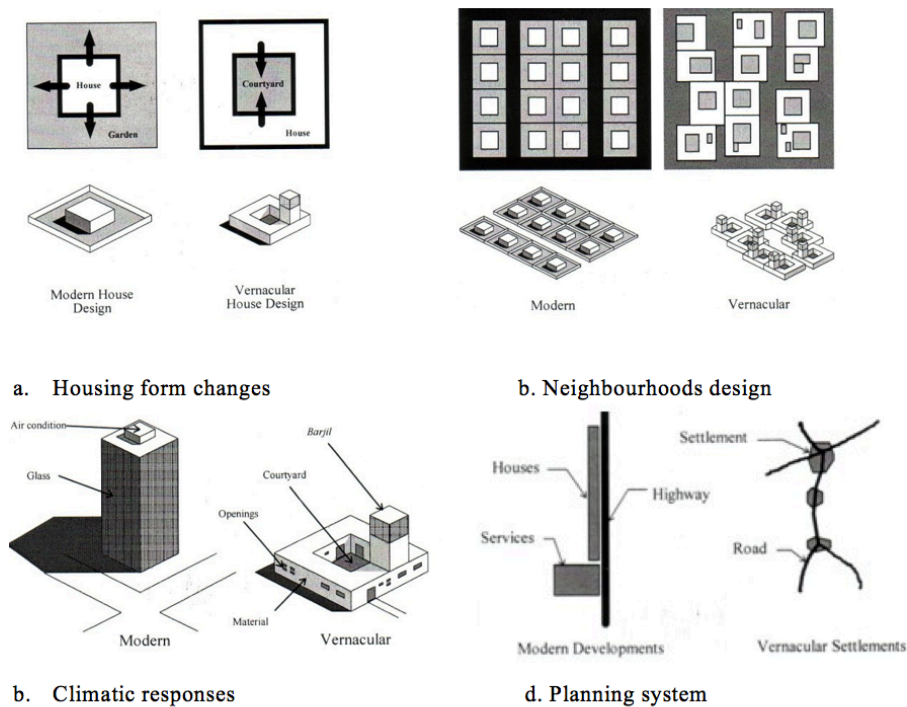 House
Garden
Courtyard
House
Modern House
Design
Vernacular
House Design
Modern
Vernacular
a. Housing form changes
b. Neighbourhoods design
Air condition
Glass
Barjil
Courtyard
Openings
Material
Modern
Vernacular
Settlement
Houses
Highway
Services
Road
Modern Developments
Vernacular Settlements
b. Climatic responses
d. Planning system